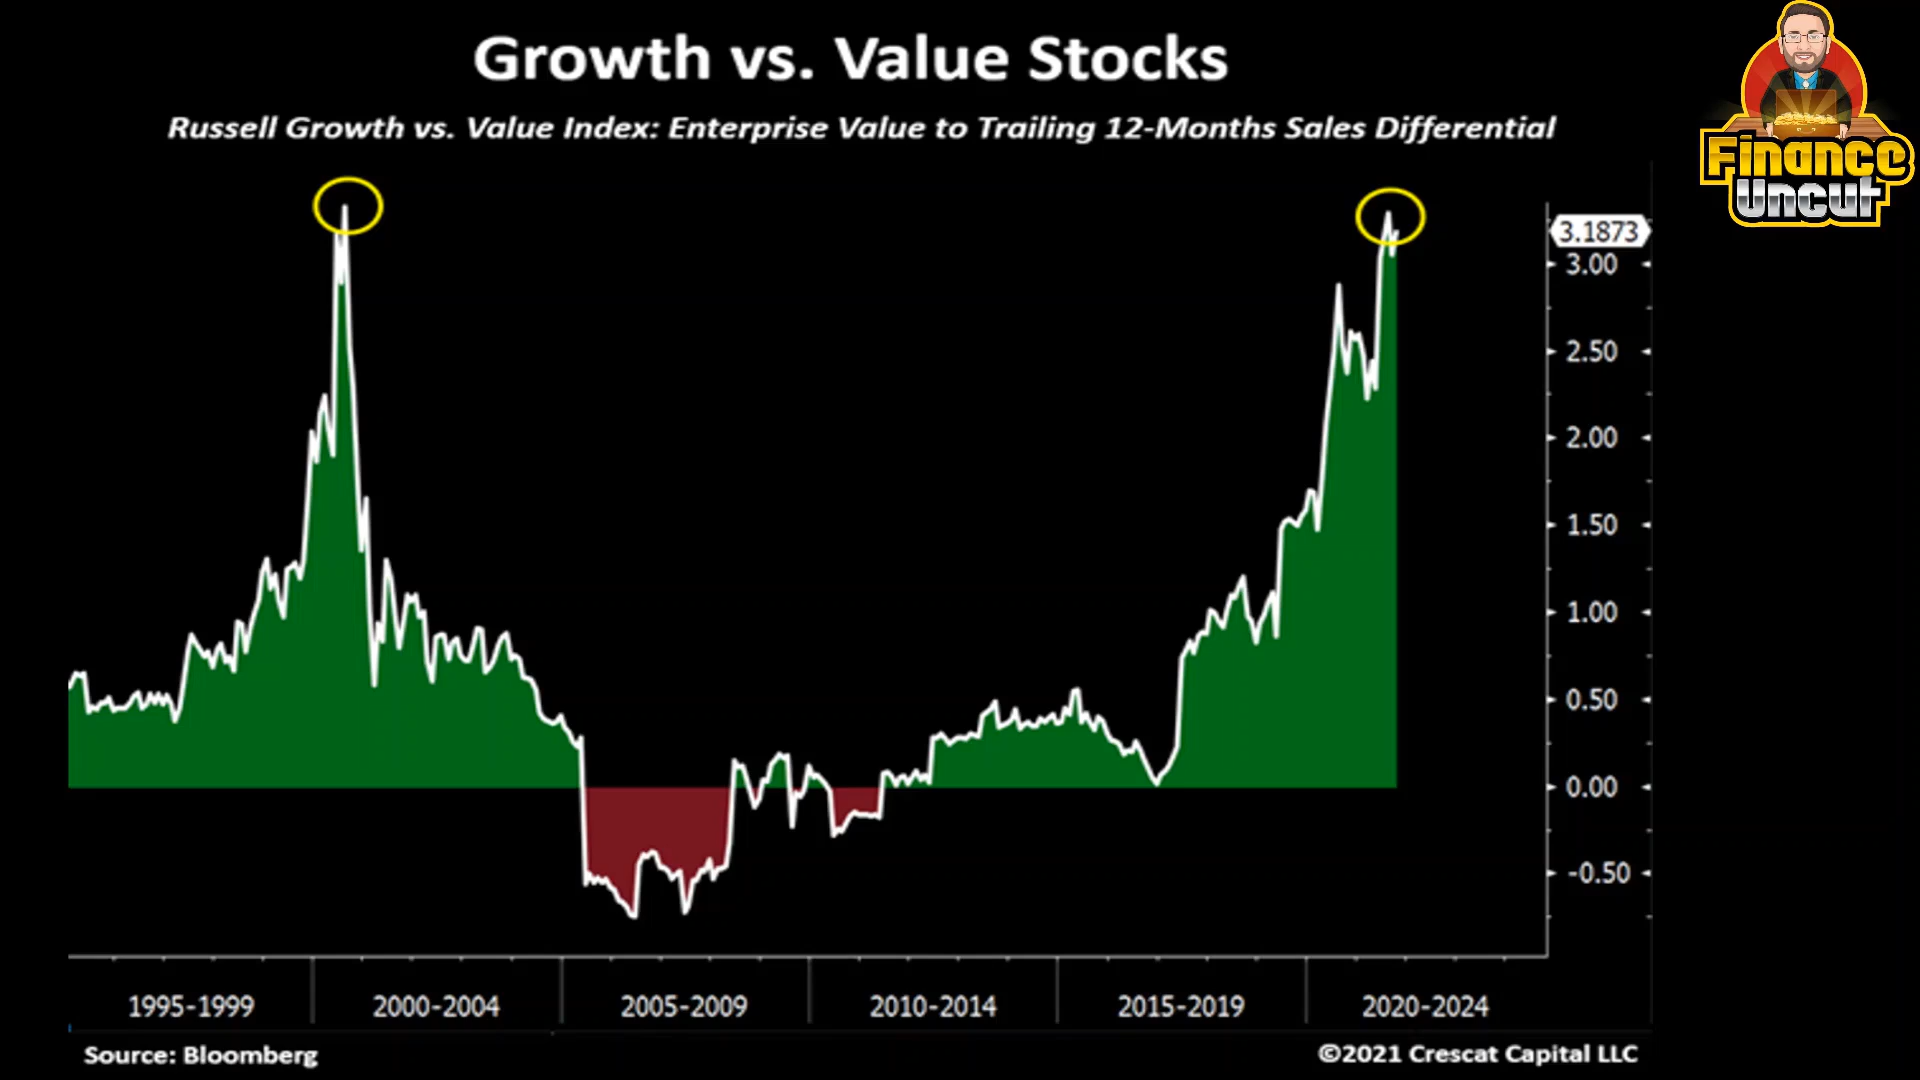 Growth vs. Value Stocks
Russell Growth vs. Value Index: Enterprise Value to Trailing 12-Months Sales Differential
Finance
Uncut
3.1873
3.00
2.50
2.00
1.50
1.00
0.50
0.00
-0.50
1995-1999 2000-2004 2005-2009 2010-2014 2015-2019 2020-2024
Source: Bloomberg ©2021 Crescat Capital LLC